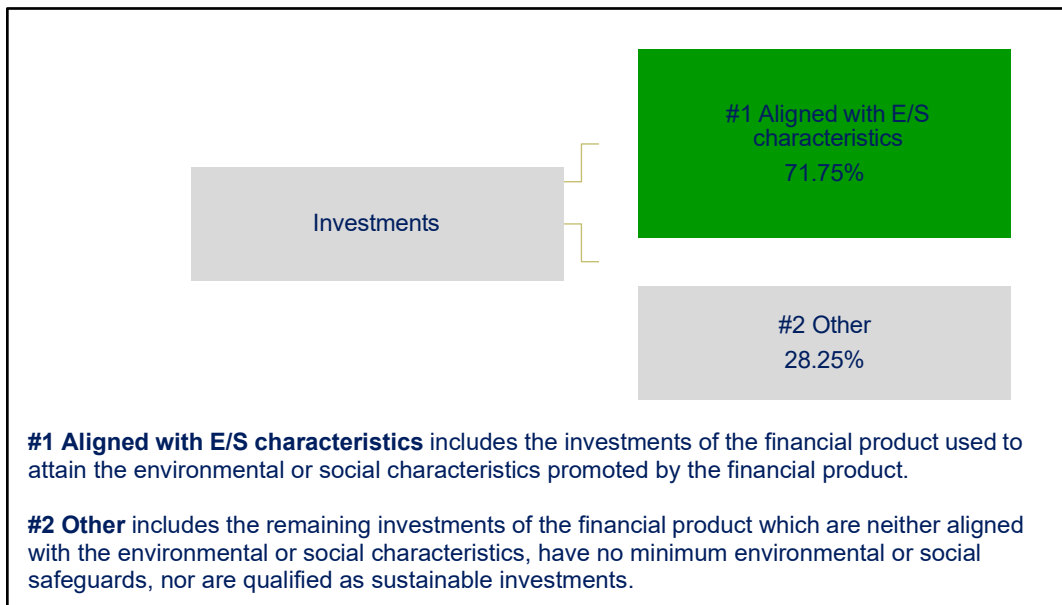 #1 Aligned with E/S
characteristics
71.75%
Investments
#2 Other
28.25%
#1 Aligned with E/S characteristics includes the investments of the financial product used to
attain the environmental or social characteristics promoted by the financial product.
#2 Other includes the remaining investments of the financial product which are neither aligned
with the environmental or social characteristics, have no minimum environmental or social
safeguards, nor are qualified as sustainable investments.